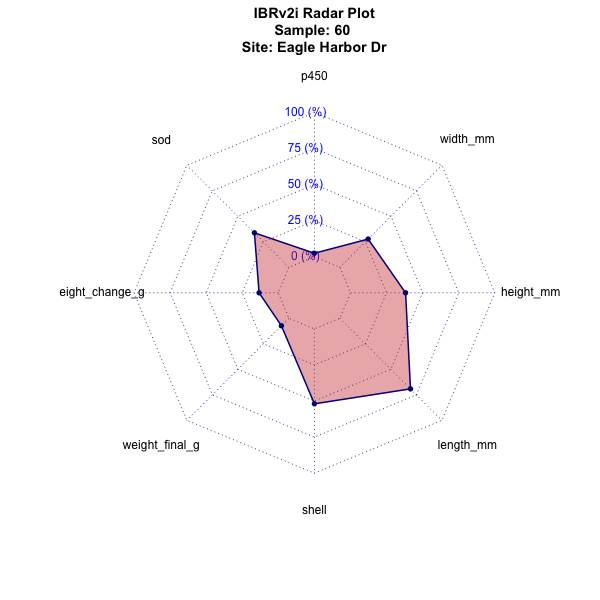 IBRv2i Radar Plot
Sample: 60
Site: Eagle Harbor Dr
p450
100 (%)
sod
width_mm
75 (%)
50 (%)
25 (%)
0 (%)
eight_change_g
height_mm
weight_final_g
length_mm
shell